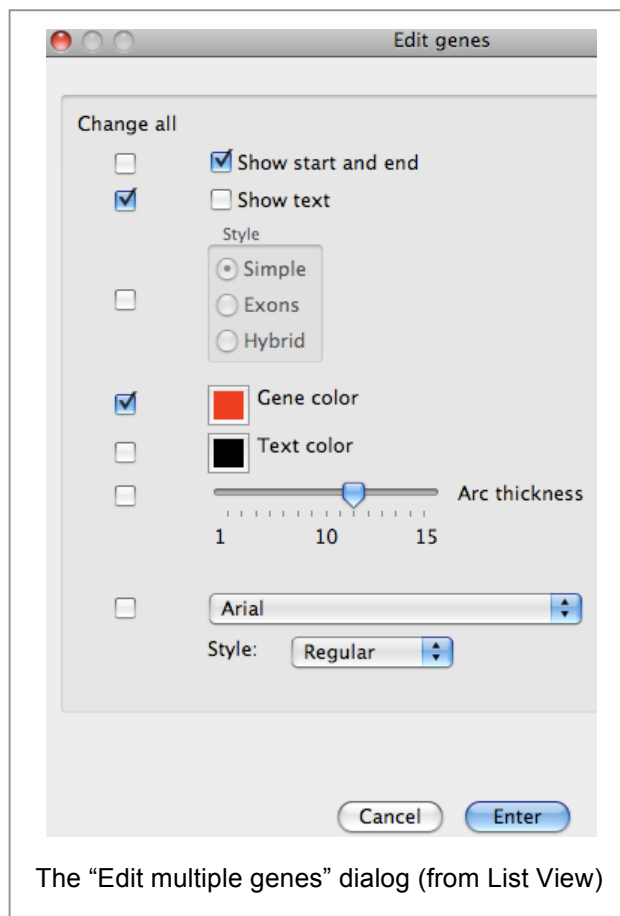 Edit genes
Change all
Show start and end
Show text
Style
Simple
Exons
Hybrid
Gene color
Text color
Arc thickness
1 10 15
Arial
Style: Regular
Cancel Enter
The “Edit multiple genes” dialog (from List View)